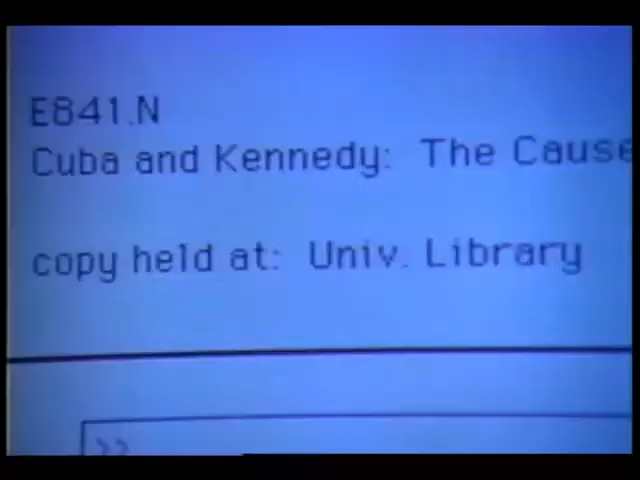 E841.N
Cuba and Kennedy: The Cause
copy held at: Univ. Library
>>